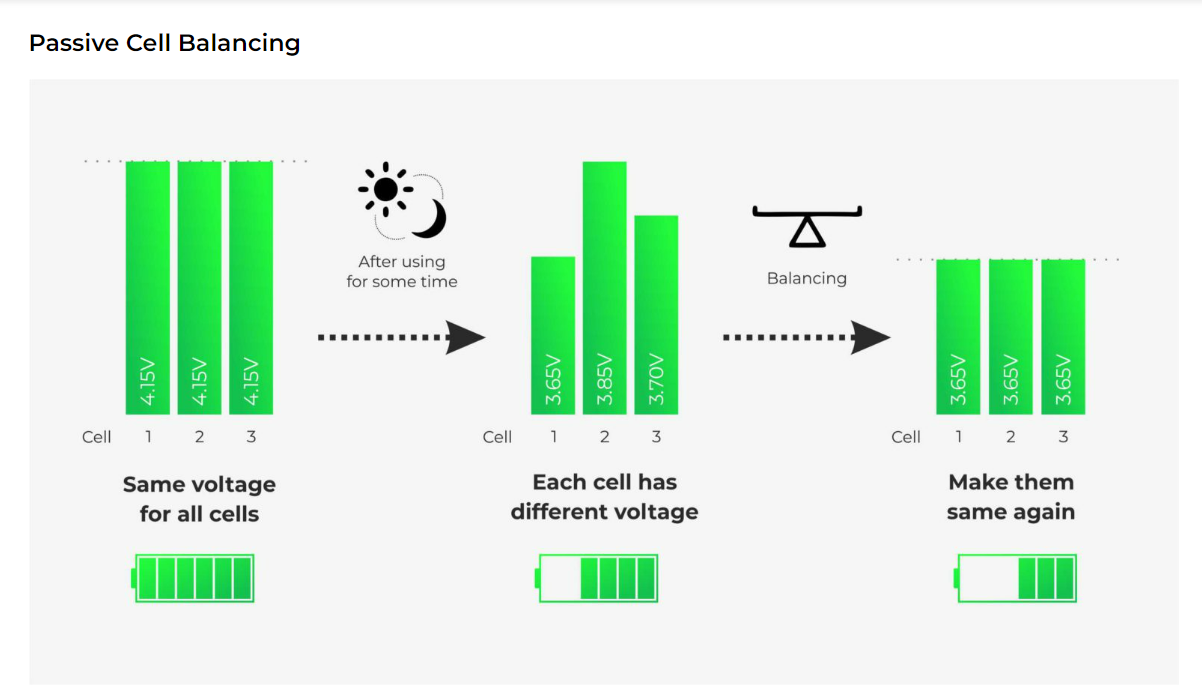 Passive Cell Balancing
4.15V 4.15V 4.15V
Cell 1 2 3
Same voltage
for all cells
After using
for some time
3.65V 3.85V 3.70V
Cell 1 2 3
Each cell has
different voltage
Balancing
3.65V 3.65V 3.65V
Cell 1 2 3
Make them
same again